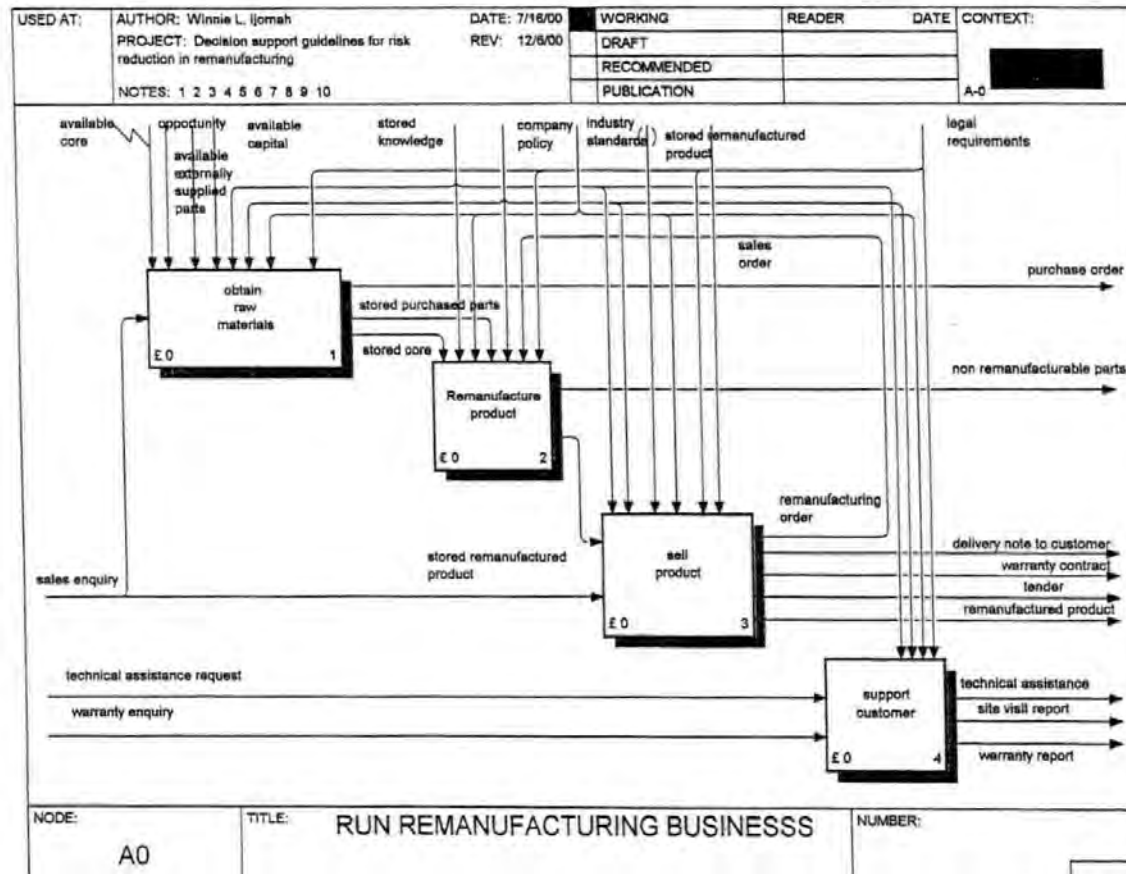 USED AT:
AUTHOR: Winnie L. Ijomah
DATE: 7/16/00
PROJECT: Decision support guidelines for risk
reduction in remanufacturing
REV: 12/6/00
NOTES: 1 2 3 4 5 6 7 8 9 10
WORKING
DRAFT
RECOMMENDED
PUBLICATION
READER DATE
CONTEXT:
A-0
available
core
opportunity
available
externally
supplied
parts
available
capital
stored
knowledge
company
policy
industry
standards
stored remanufactured
product
legal
requirements
sales
order
obtain
raw
materials
£ 0 1
purchase order
stored purchased parts
stored core
Remanufacture
product
£ 0 2
non remanufacturable parts
remanufacturing
order
stored remanufactured
product
sell
product
£ 0 3
delivery note to customer
warranty contract
tender
remanufactured product
sales enquiry
technical assistance request
warranty enquiry
support
customer
£ 0 4
technical assistance
site visit report
warranty report
NODE:
A0
TITLE:
RUN REMANUFACTURING BUSINESSS
NUMBER: